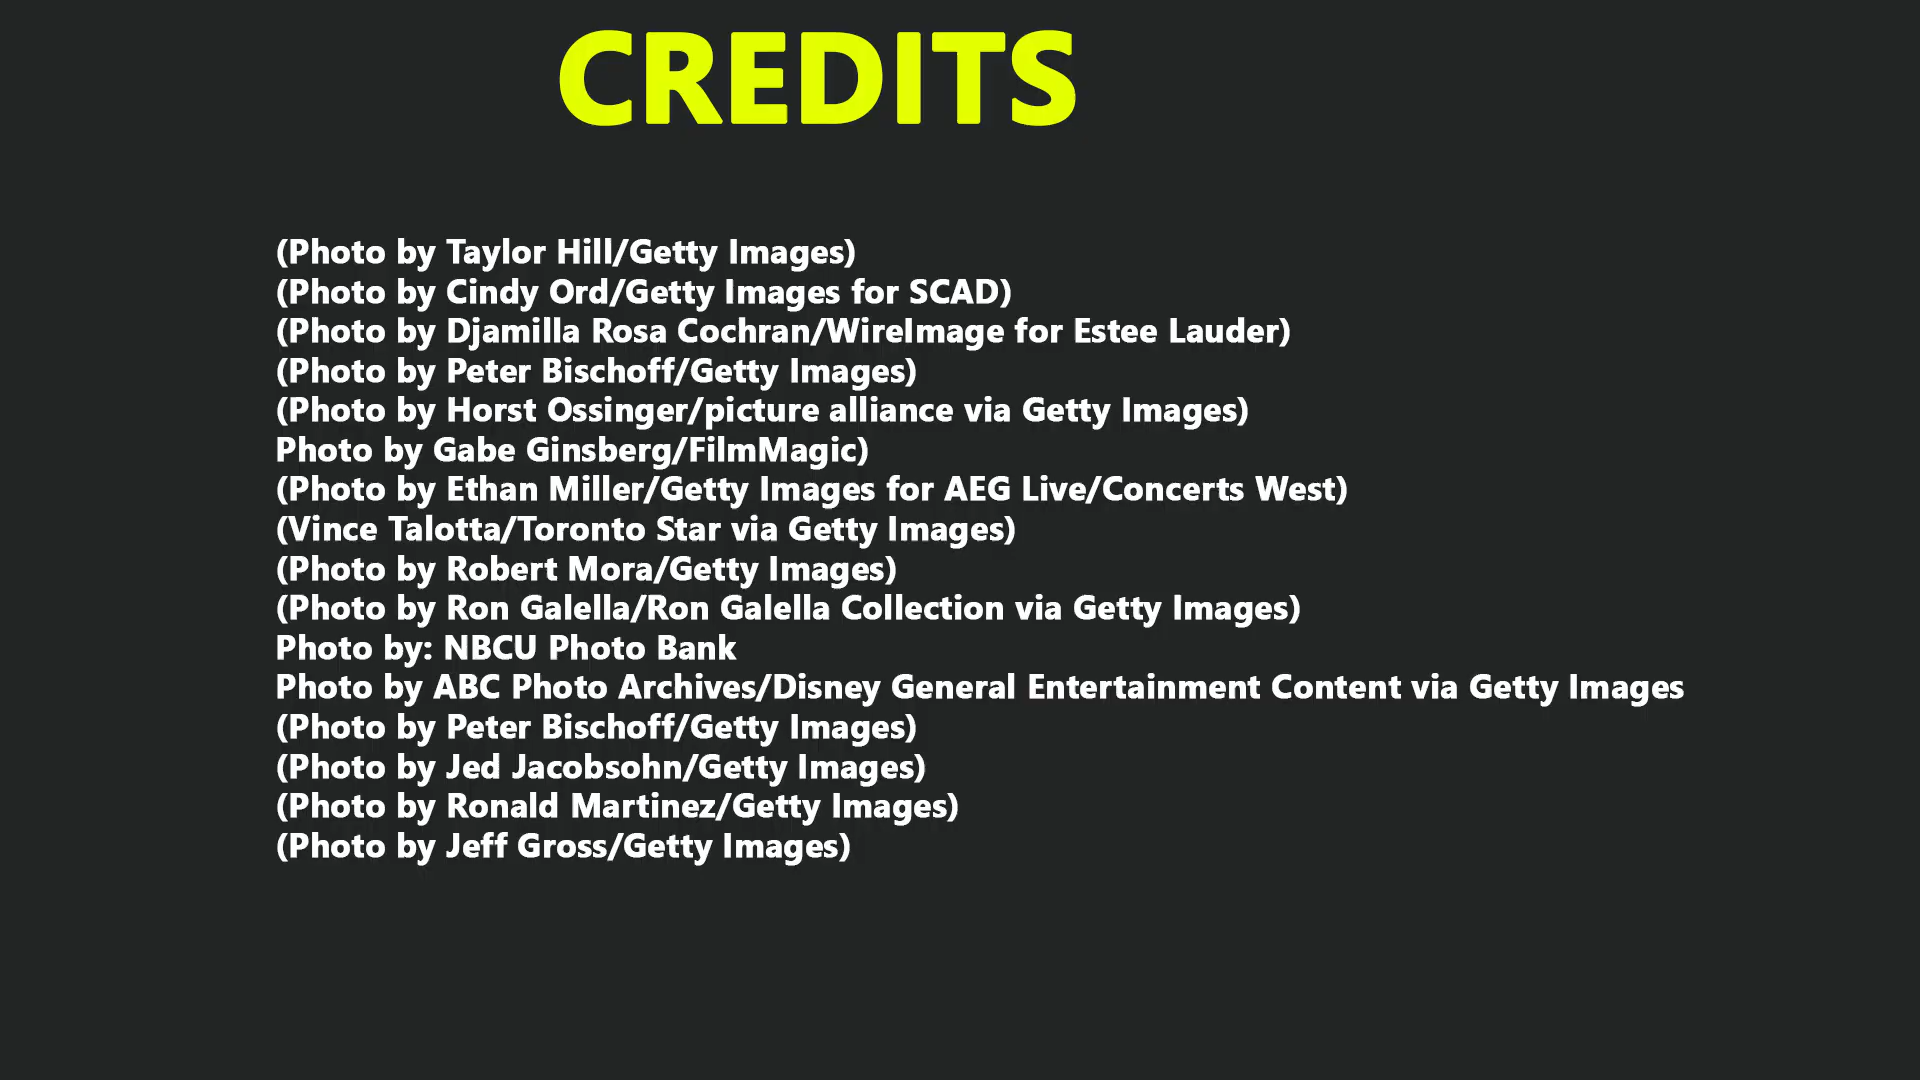 CREDITS
(Photo by Taylor Hill/Getty Images)
(Photo by Cindy Ord/Getty Images for SCAD)
(Photo by Djamilla Rosa Cochran/WireImage for Estee Lauder)
(Photo by Peter Bischoff/Getty Images)
(Photo by Horst Ossinger/picture alliance via Getty Images)
Photo by Gabe Ginsberg/FilmMagic)
(Photo by Ethan Miller/Getty Images for AEG Live/Concerts West)
(Vince Talotta/Toronto Star via Getty Images)
(Photo by Robert Mora/Getty Images)
(Photo by Ron Galella/Ron Galella Collection via Getty Images)
Photo by: NBCU Photo Bank
Photo by ABC Photo Archives/Disney General Entertainment Content via Getty Images
(Photo by Peter Bischoff/Getty Images)
(Photo by Jed Jacobsohn/Getty Images)
(Photo by Ronald Martinez/Getty Images)
(Photo by Jeff Gross/Getty Images)